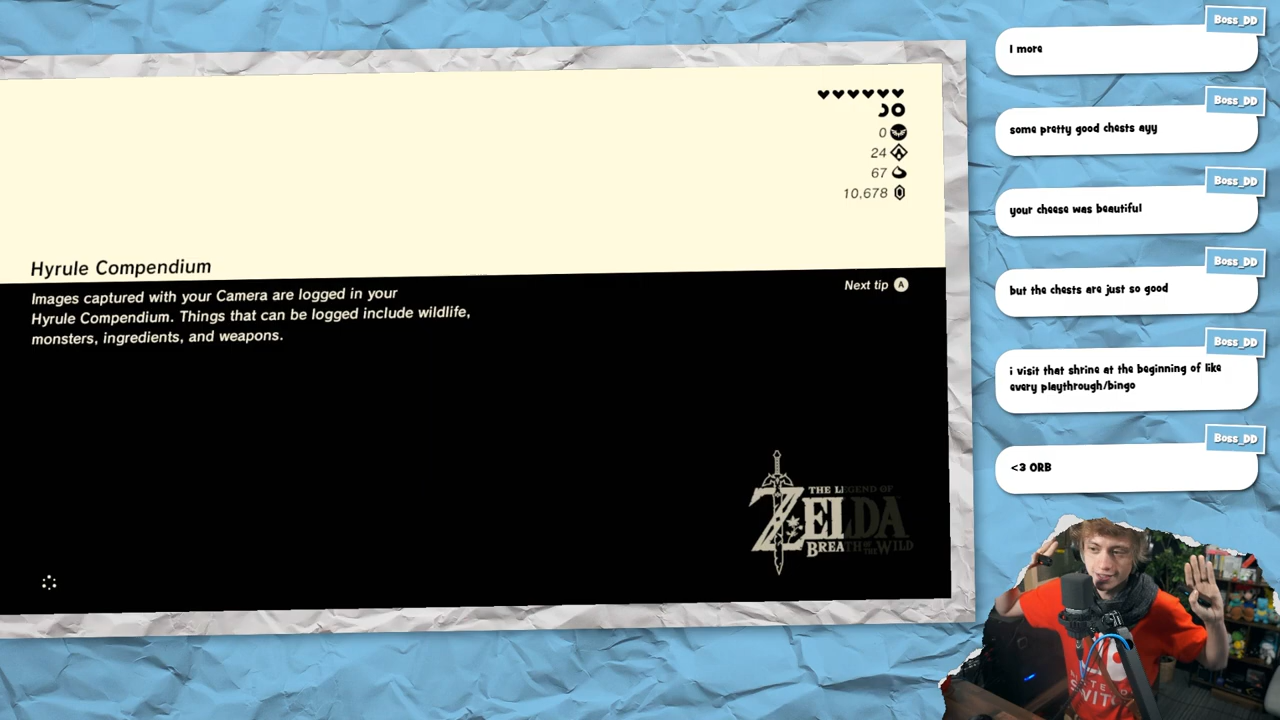 0
24
67
10,678
Hyrule Compendium
Images captured with your Camera are logged in your
Hyrule Compendium. Things that can be logged include wildlife,
monsters, ingredients, and weapons.
Next tip A
THE LEGEND OF
ZELDA
BREATH OF THE WILD
Boss_DD
1 more
Boss_DD
some pretty good chests ayy
Boss_DD
your cheese was beautiful
Boss_DD
but the chests are just so good
Boss_DD
i visit that shrine at the beginning of like
every playthrough/bingo
Boss_DD
<3 ORB